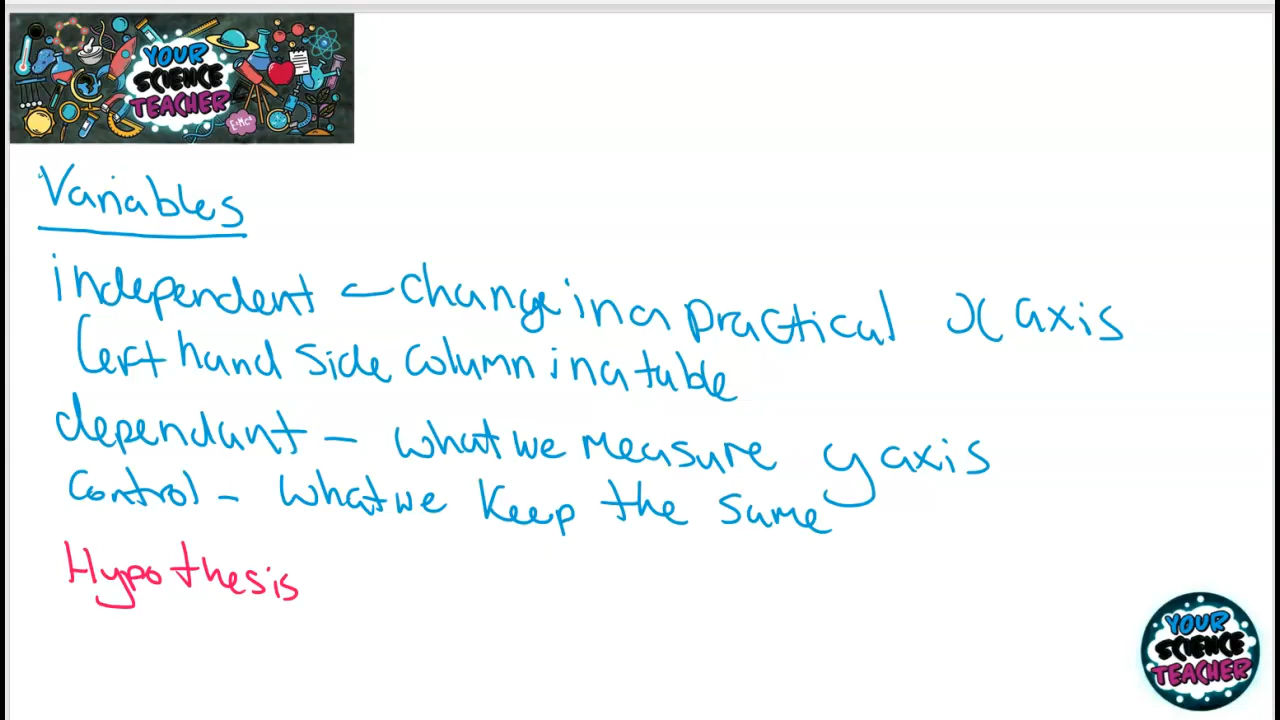 YOUR
SCIENCE
TEACHER
E=MC²
Variables
independent – change in a practical x axis
left hand side column in a table
dependant – what we measure y axis
control – what we keep the same
Hypothesis
YOUR
SCIENCE
TEACHER